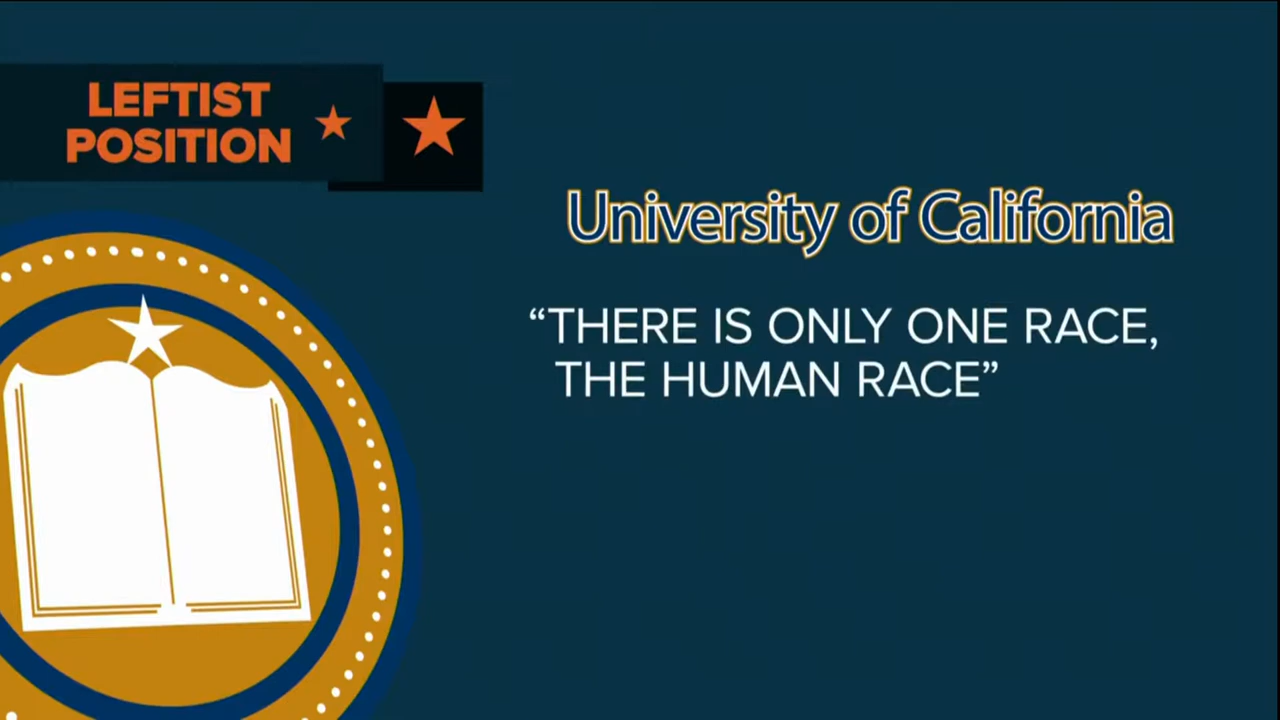 LEFTIST
POSITION
University of California
“THERE IS ONLY ONE RACE,
THE HUMAN RACE”